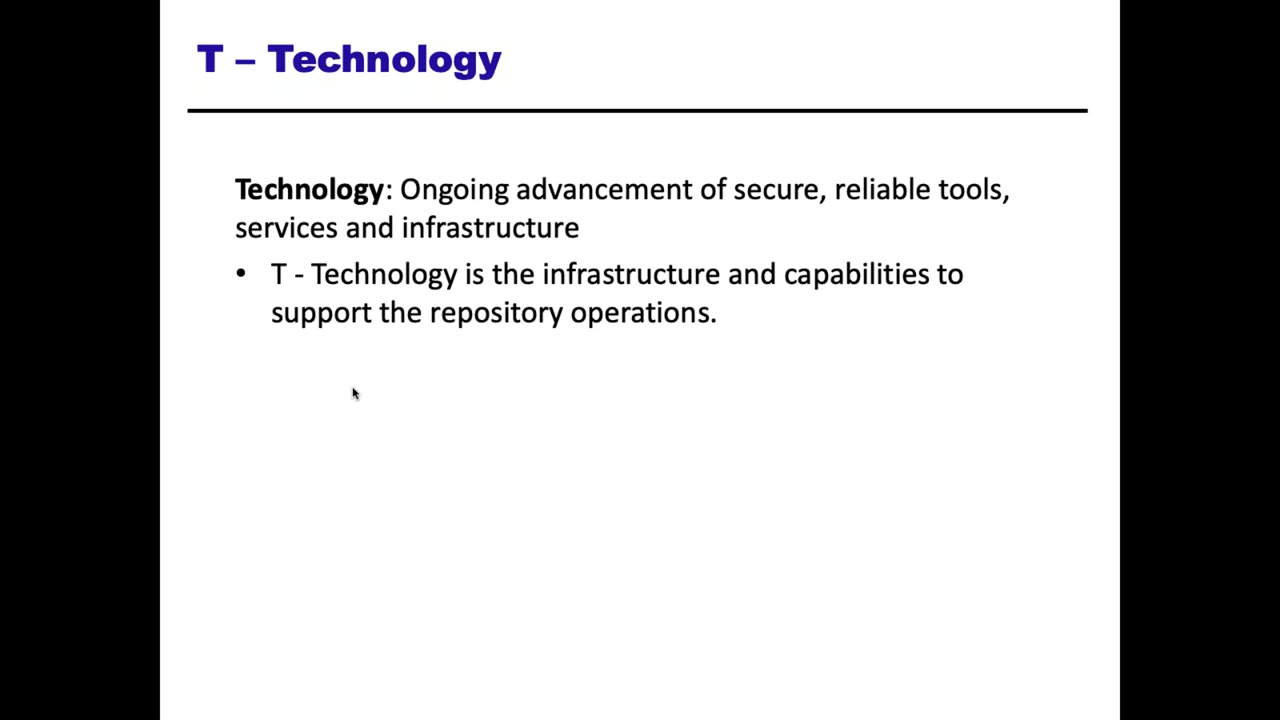 T – Technology
Technology: Ongoing advancement of secure, reliable tools,
services and infrastructure
• T - Technology is the infrastructure and capabilities to
support the repository operations.